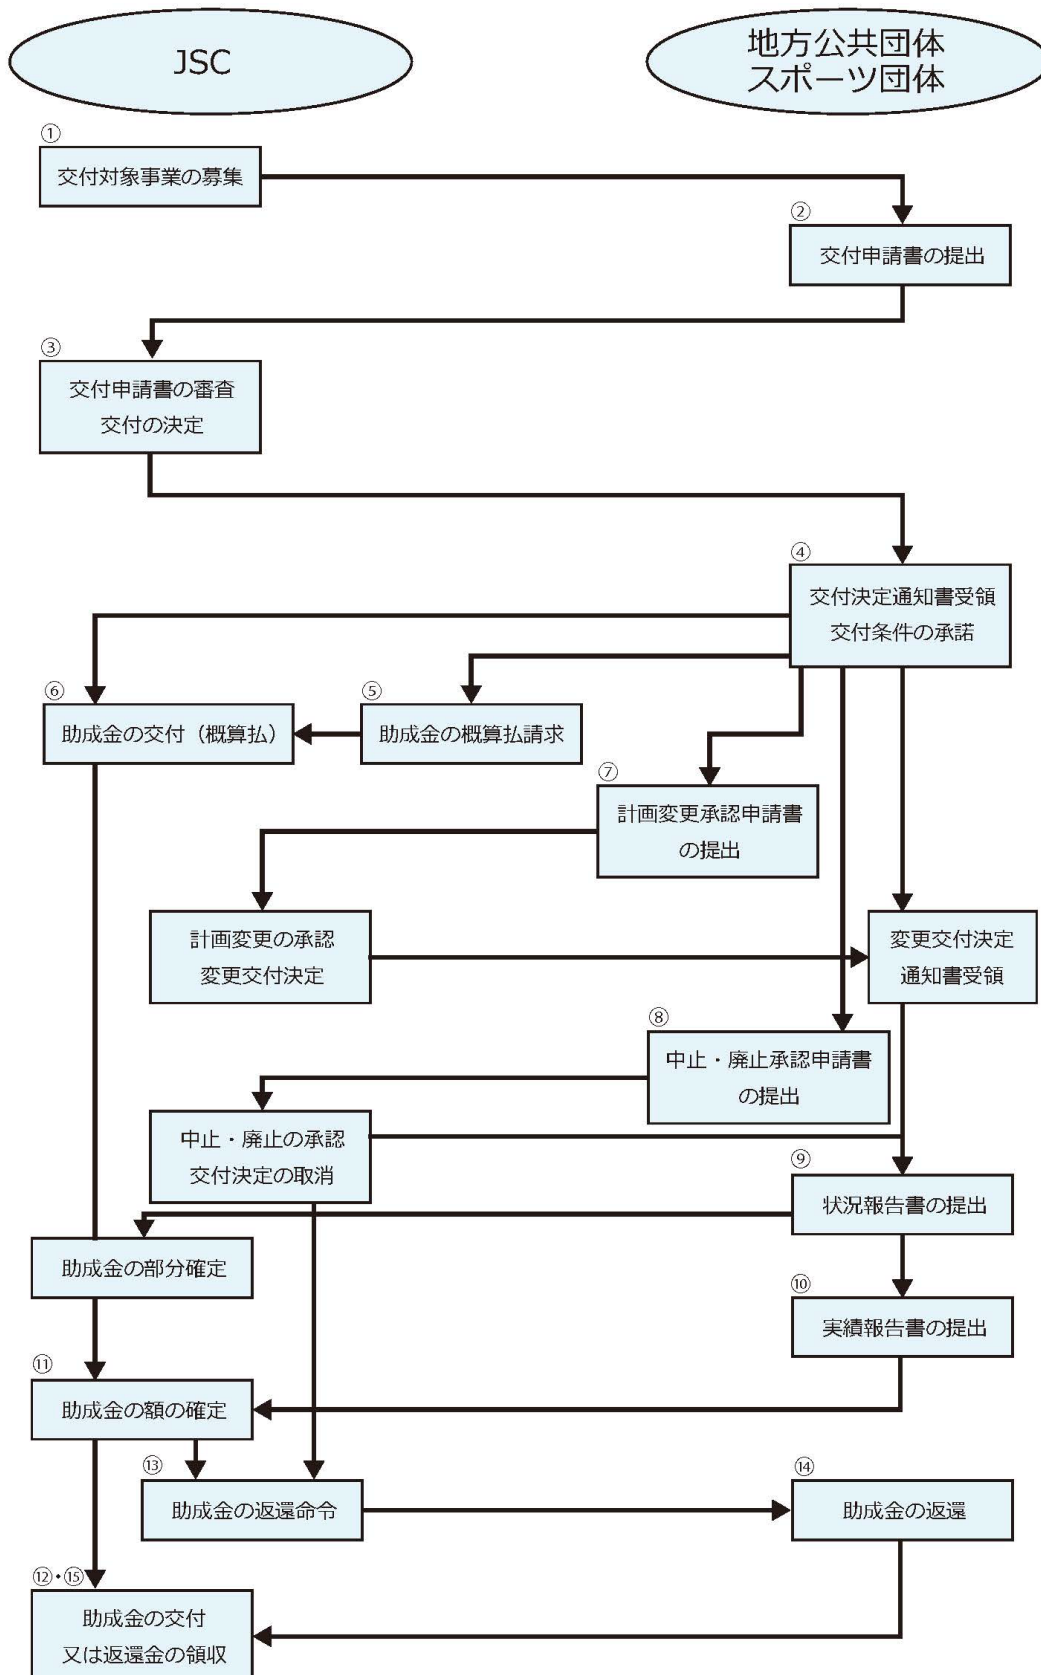 JSC
地方公共団体
スポーツ団体
①
交付対象事業の募集
②
交付申請書の提出
③
交付申請書の審査
交付の決定
④
交付決定通知書受領
交付条件の承諾
⑥
助成金の交付（概算払）
⑤
助成金の概算払請求
⑦
計画変更承認申請書
の提出
計画変更の承認
変更交付決定
変更交付決定
通知書受領
⑧
中止・廃止承認申請書
の提出
中止・廃止の承認
交付決定の取消
⑨
状況報告書の提出
助成金の部分確定
⑩
実績報告書の提出
⑪
助成金の額の確定
⑬
助成金の返還命令
⑭
助成金の返還
⑫・⑮
助成金の交付
又は返還金の領収